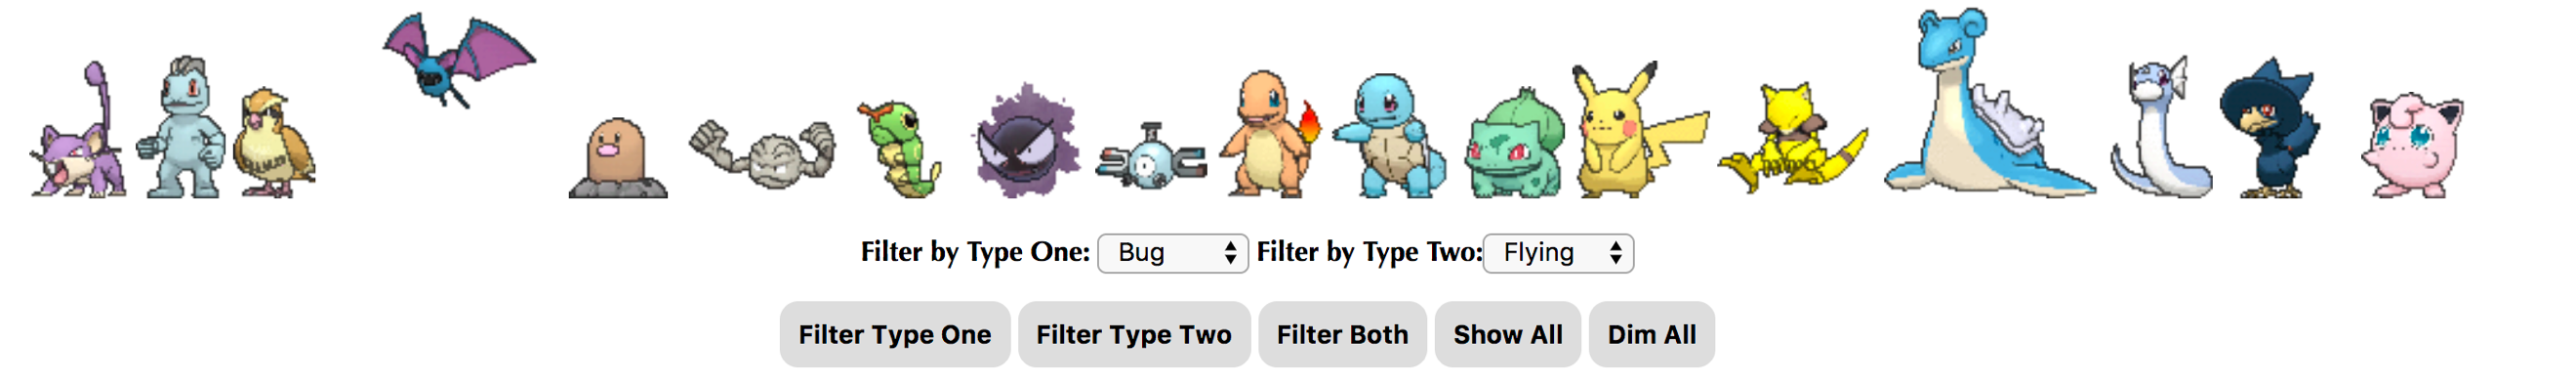 Filter by Type One: Bug Filter by Type Two: Flying
Filter Type One Filter Type Two Filter Both Show All Dim All